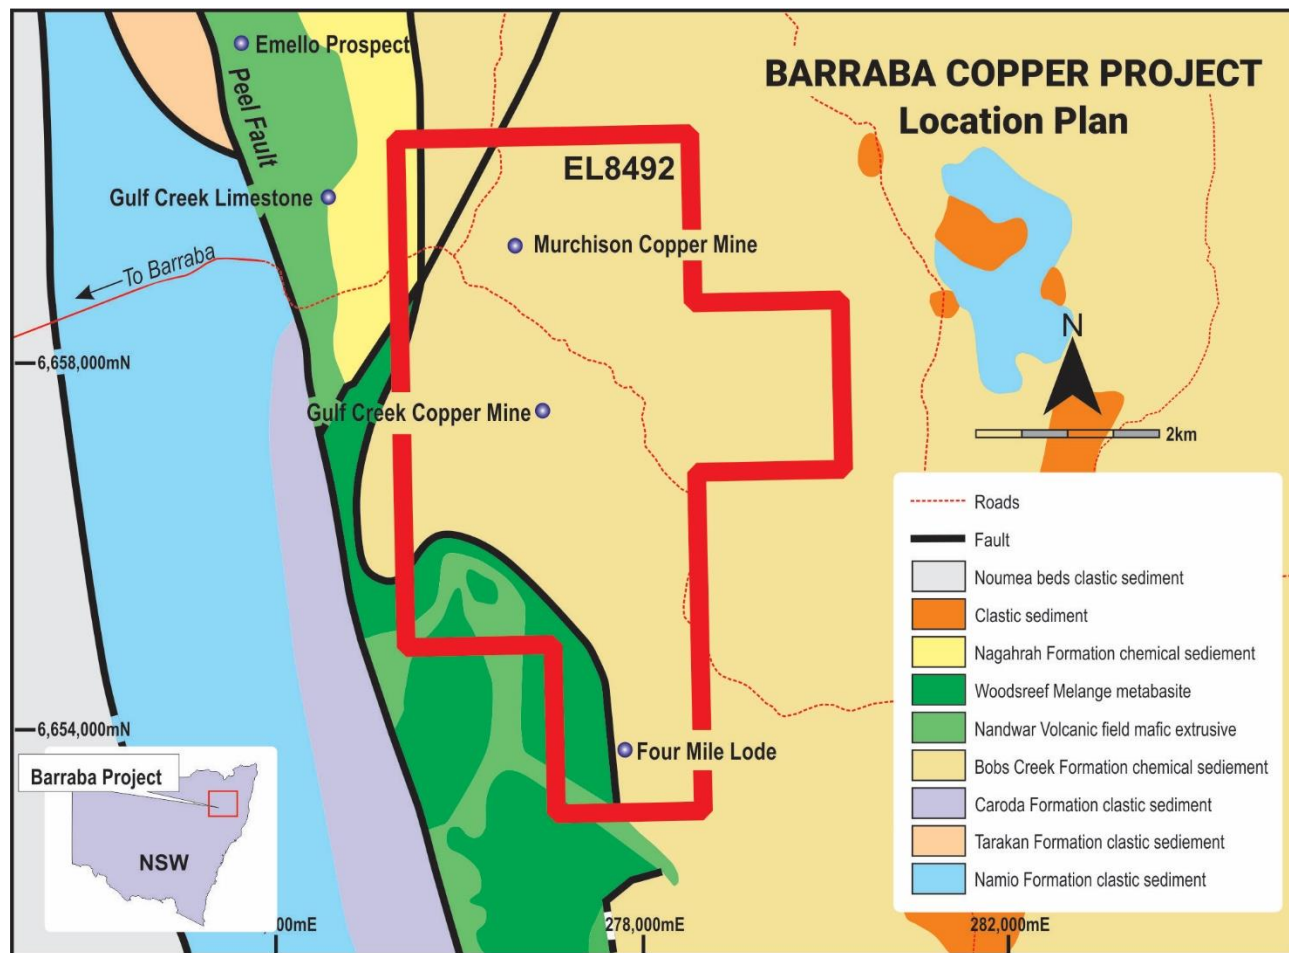 BARRABA COPPER PROJECT
Location Plan
Emello Prospect
Peel Fault
EL8492
Gulf Creek Limestone
Murchison Copper Mine
To Barraba
N
6,658,000mN
Gulf Creek Copper Mine
2km
Roads
Fault
Noumea beds clastic sediment
Clastic sediment
Nagahrah Formation chemical sediement
Woodsreef Melange metabasite
Nandwar Volcanic field mafic extrusive
Bobs Creek Formation chemical sediement
Caroda Formation clastic sediment
Tarakan Formation clastic sediment
Namio Formation clastic sediment
6,654,000mN
Four Mile Lode
Barraba Project
NSW
00mE
278,000mE
282,000mE